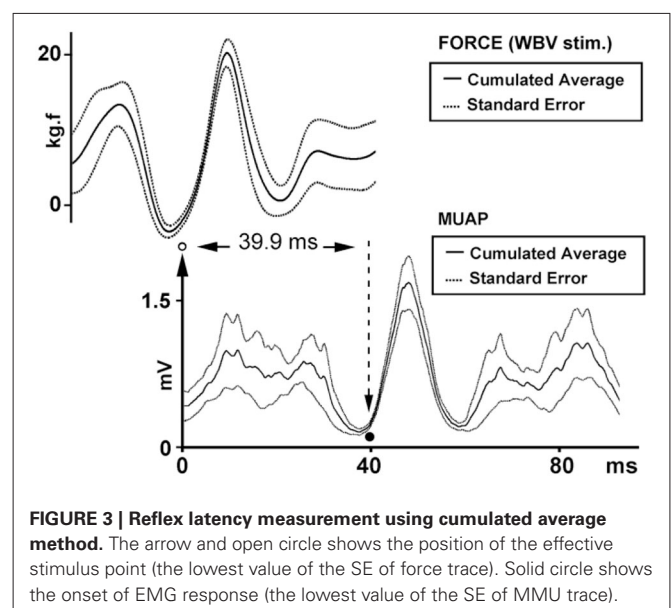 20
0
kg.f
FORCE (WBV stim.)
Cumulated Average
Standard Error
39.9 ms
MUAP
Cumulated Average
Standard Error
1.5
mV
0
0
40
80
ms
FIGURE 3 | Reflex latency measurement using cumulated average
method. The arrow and open circle shows the position of the effective
stimulus point (the lowest value of the SE of force trace). Solid circle shows
the onset of EMG response (the lowest value of the SE of MMU trace).